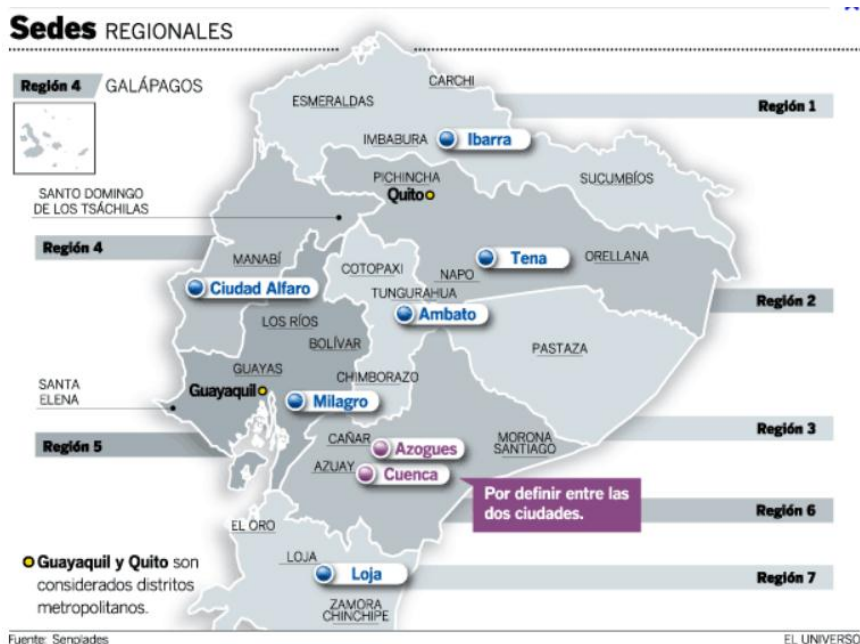 Sedes REGIONALES
Región 4 GALÁPAGOS
CARCHI
ESMERALDAS
Región 1
IMBABURA
Ibarra
PICHINCHA
Quito
SUCUMBÍOS
SANTO DOMINGO
DE LOS TSÁCHILAS
Región 4
MANABÍ
COTOPAXI
NAPO
Tena
ORELLANA
Ciudad Alfaro
TUNGURAHUA
Región 2
LOS RÍOS
Ambato
BOLÍVAR
PASTAZA
GUAYAS
CHIMBORAZO
SANTA
ELENA
Guayaquil
Milagro
Región 3
CAÑAR
MORONA
SANTIAGO
Región 5
Azogues
AZUAY
Cuenca
Por definir entre las
dos ciudades.
Región 6
EL ORO
Guayaquil y Quito son
considerados distritos
metropolitanos.
LOJA
Loja
Región 7
ZAMORA
CHINCHIPE
Fuente: Senplades
EL UNIVERSO